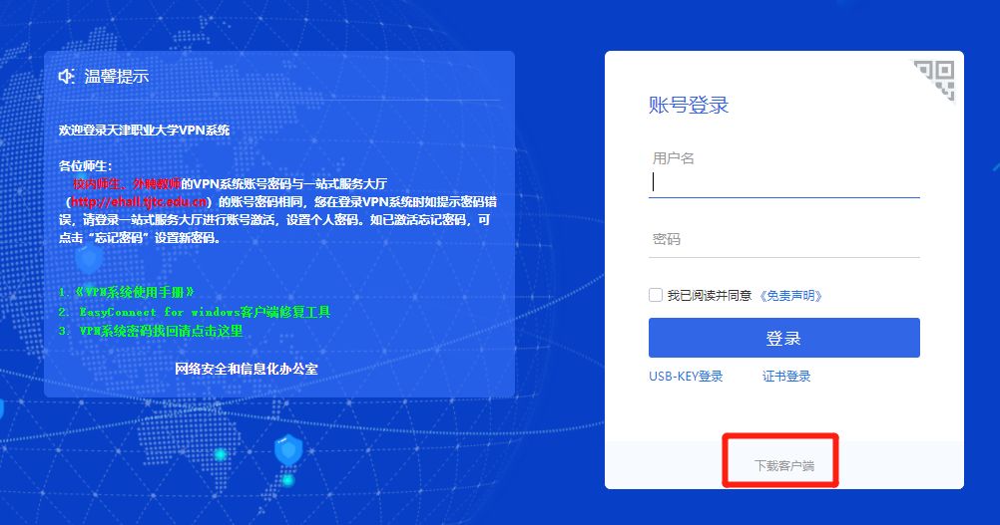 温馨提示
欢迎登录天津职业大学VPN系统
各位师生:
校内师生、外聘教师的VPN系统账号密码与一站式服务大厅
（http://ehall.tjtc.edu.cn）的账号密码相同，您在登录VPN系统时如提示密码错
误，请登录一站式服务大厅进行账号激活，设置个人密码。如已激活忘记密码，可
点击“忘记密码”设置新密码。
1.《VPN系统使用手册》
2. EasyConnect for windows客户端修复工具
3. VPN系统密码找回请点击这里
网络安全和信息化办公室
账号登录
用户名
密码
我已阅读并同意 《免责声明》
登录
USB-KEY登录 证书登录
下载客户端